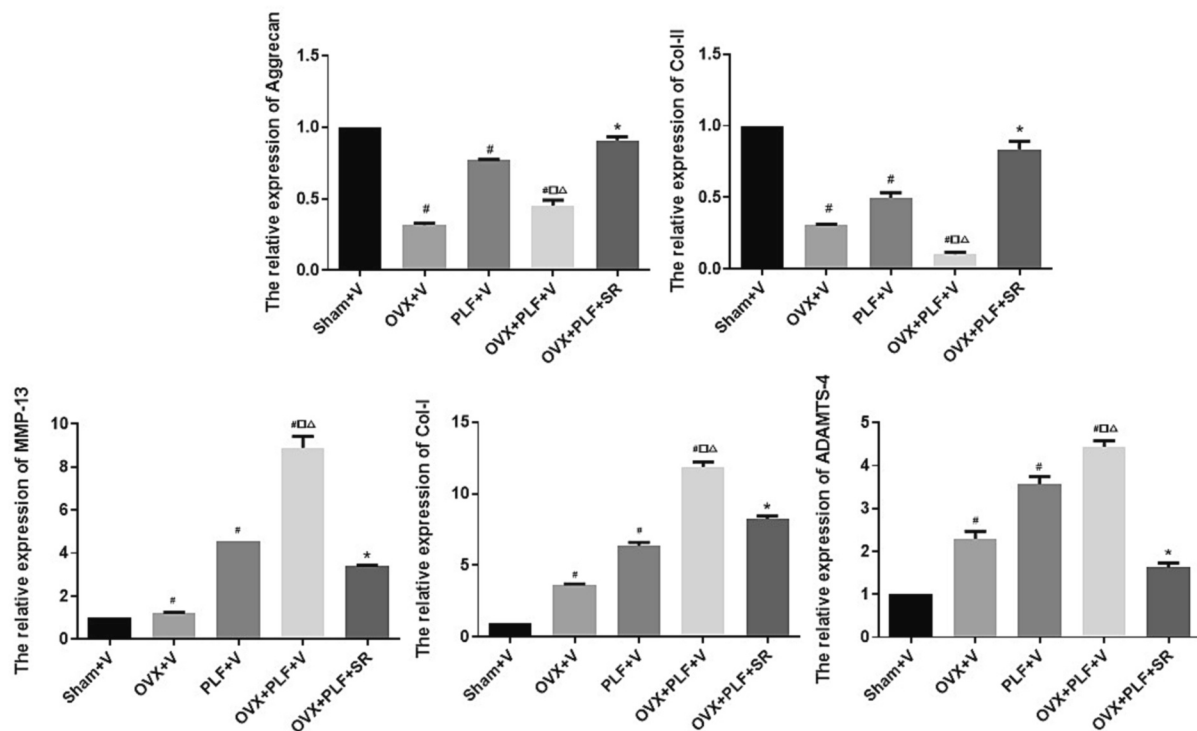 The relative expression of Aggrecan
1.5
1.0
0.5
0.0
#
#
#□△
*
Sham+V
OVX+V
PLF+V
OVX+PLF+V
OVX+PLF+SR
The relative expression of Col-II
1.5
1.0
0.5
0.0
#
#
#□△
*
Sham+V
OVX+V
PLF+V
OVX+PLF+V
OVX+PLF+SR
The relative expression of MMP-13
10
8
6
4
2
0
#
#
#□△
*
Sham+V
OVX+V
PLF+V
OVX+PLF+V
OVX+PLF+SR
The relative expression of Col-I
15
10
5
0
#
#
#□△
*
Sham+V
OVX+V
PLF+V
OVX+PLF+V
OVX+PLF+SR
The relative expression of ADAMTS-4
5
4
3
2
1
0
#
#
#□△
*
Sham+V
OVX+V
PLF+V
OVX+PLF+V
OVX+PLF+SR